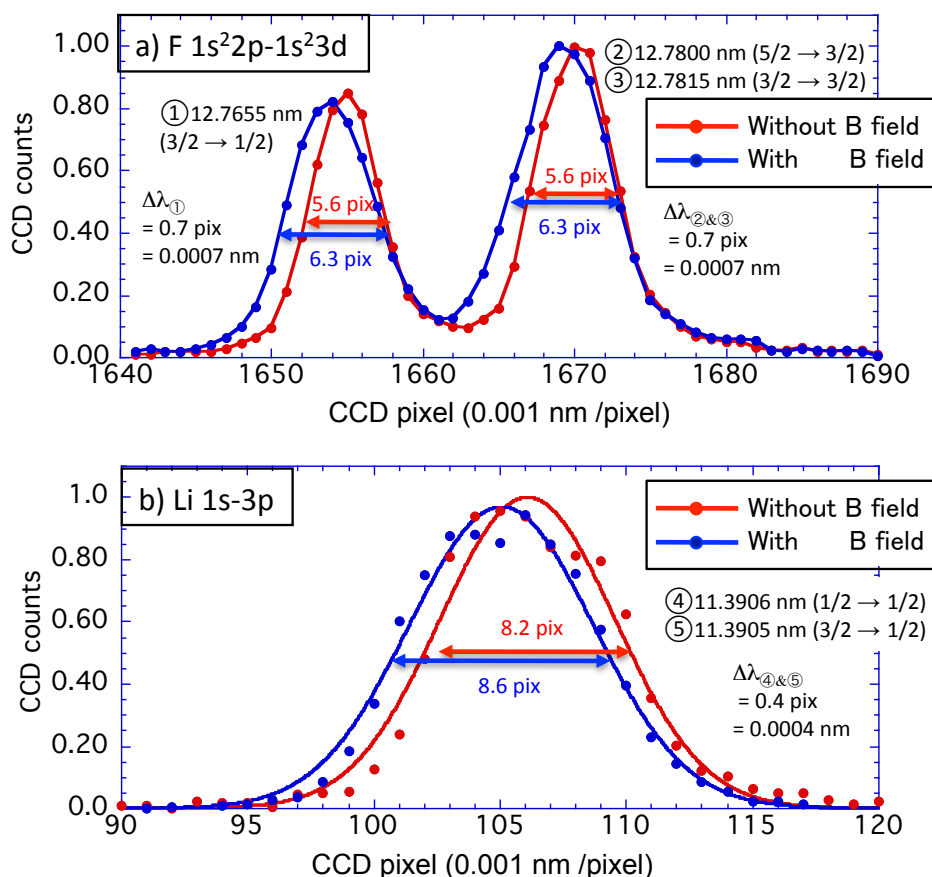 a) F 1s²2p-1s²3d
①12.7655 nm
(3/2 → 1/2)
②12.7800 nm (5/2 → 3/2)
③12.7815 nm (3/2 → 3/2)
Without B field
With B field
Δλ①
= 0.7 pix
= 0.0007 nm
5.6 pix
6.3 pix
5.6 pix
6.3 pix
Δλ②&③
= 0.7 pix
= 0.0007 nm
CCD counts
1.00
0.80
0.60
0.40
0.20
0.00
1640 1650 1660 1670 1680 1690
CCD pixel (0.001 nm /pixel)
b) Li 1s-3p
Without B field
With B field
④11.3906 nm (1/2 → 1/2)
⑤11.3905 nm (3/2 → 1/2)
8.2 pix
8.6 pix
Δλ④&⑤
= 0.4 pix
= 0.0004 nm
CCD counts
1.0
0.80
0.60
0.40
0.20
0.0
90 95 100 105 110 115 120
CCD pixel (0.001 nm /pixel)